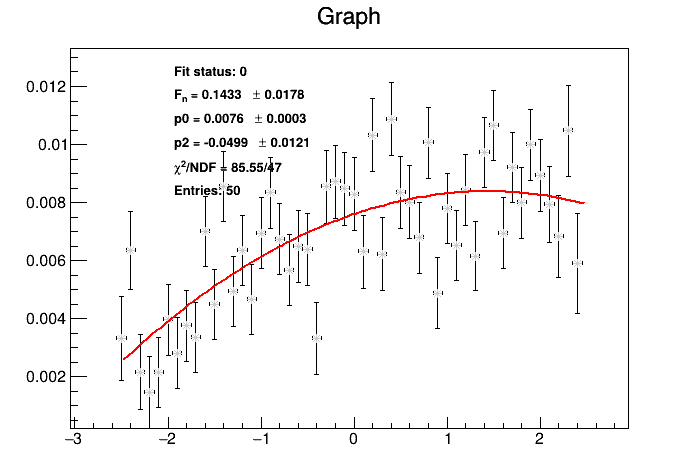 Graph
Fit status: 0
Fn = 0.1433 ± 0.0178
p0 = 0.0076 ± 0.0003
p2 = -0.0499 ± 0.0121
χ²/NDF = 85.55/47
Entries: 50
0.012
0.01
0.008
0.006
0.004
0.002
−3 −2 −1 0 1 2